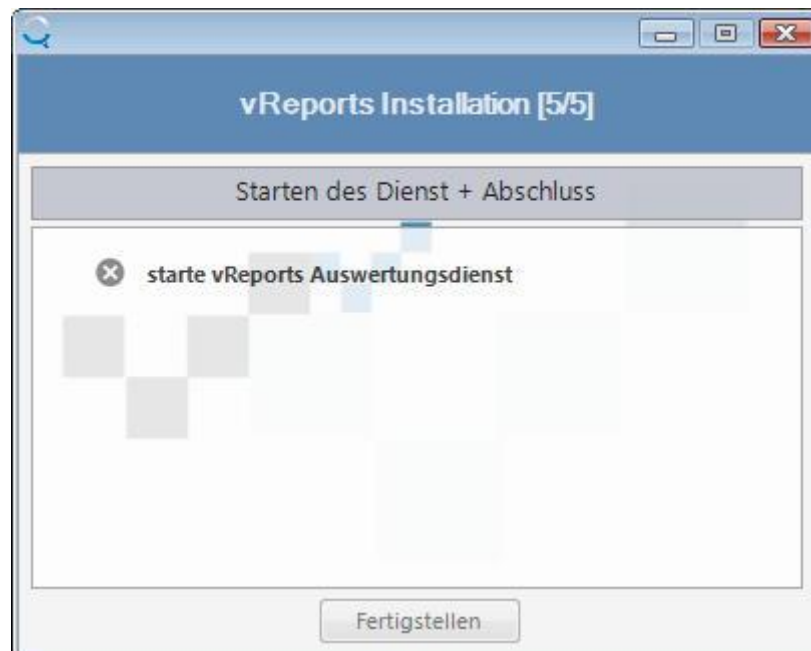 vReports Installation [5/5]
Starten des Dienst + Abschluss
starte vReports Auswertungsdienst
Fertigstellen